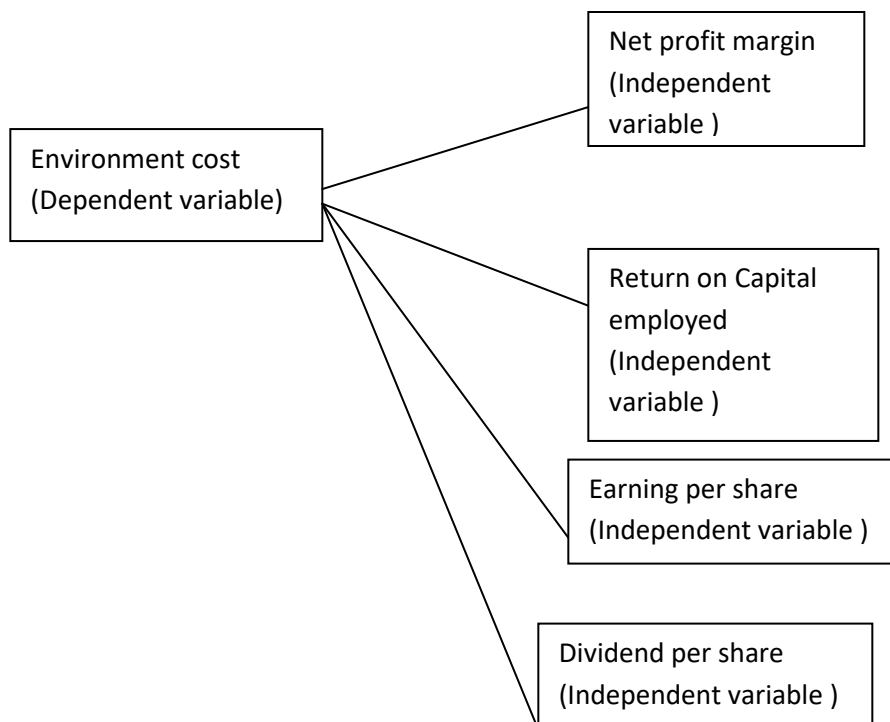 Net profit margin
(Independent
variable )
Environment cost
(Dependent variable)
Return on Capital
employed
(Independent
variable )
Earning per share
(Independent variable )
Dividend per share
(Independent variable )